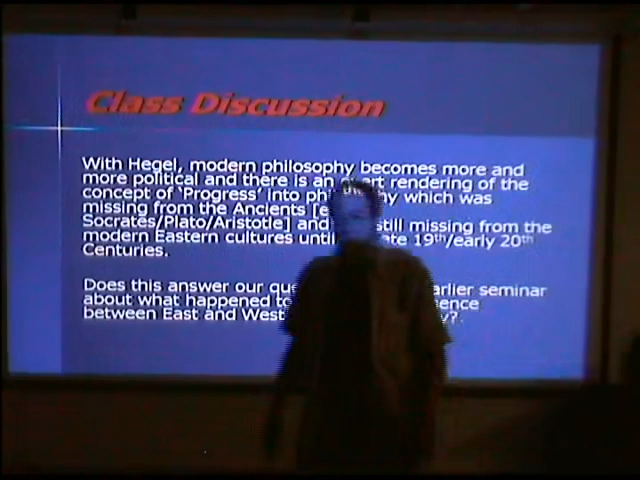 Class Discussion
With Hegel, modern philosophy becomes more and
more political and there is an rendering of the
concept of 'Progress' into which was
missing from the Ancients [e
Socrates/Plato/Aristotle] and still missing from the
modern Eastern cultures until 19th/early 20th
Centuries.
Does this answer our seminar
about what happened to
between East and West